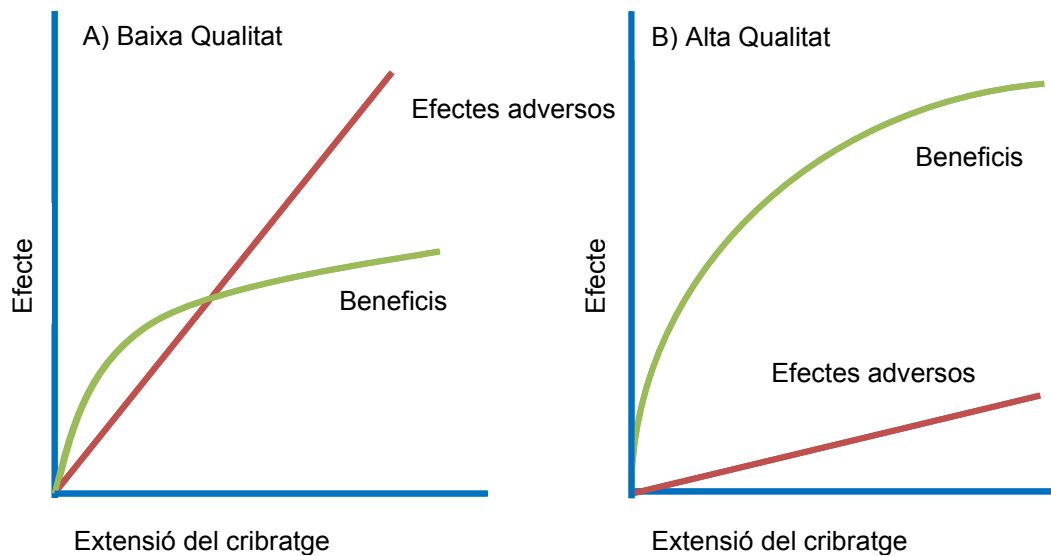 A) Baixa Qualitat
Efectes adversos
Beneficis
Efecte
Extensió del cribratge
B) Alta Qualitat
Beneficis
Efectes adversos
Efecte
Extensió del cribratge